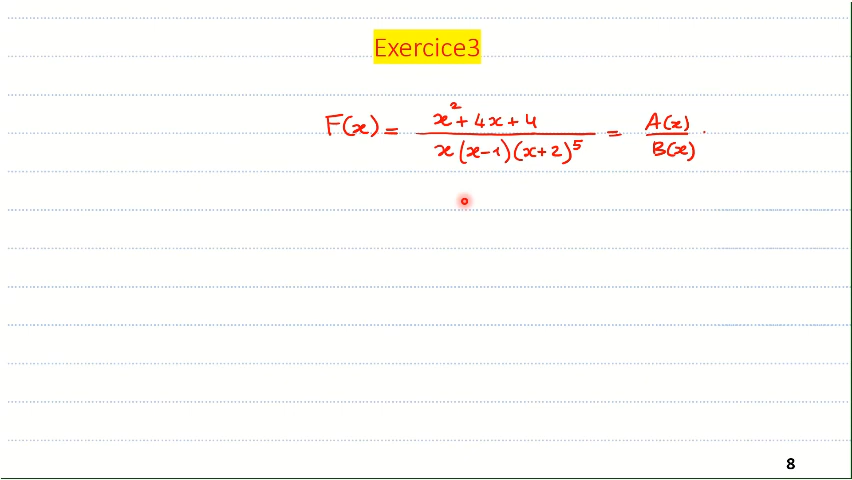 Exercice3
F(x) = x² + 4x + 4 / x(x-1)(x+2)⁵ = A(x) / B(x) .
8